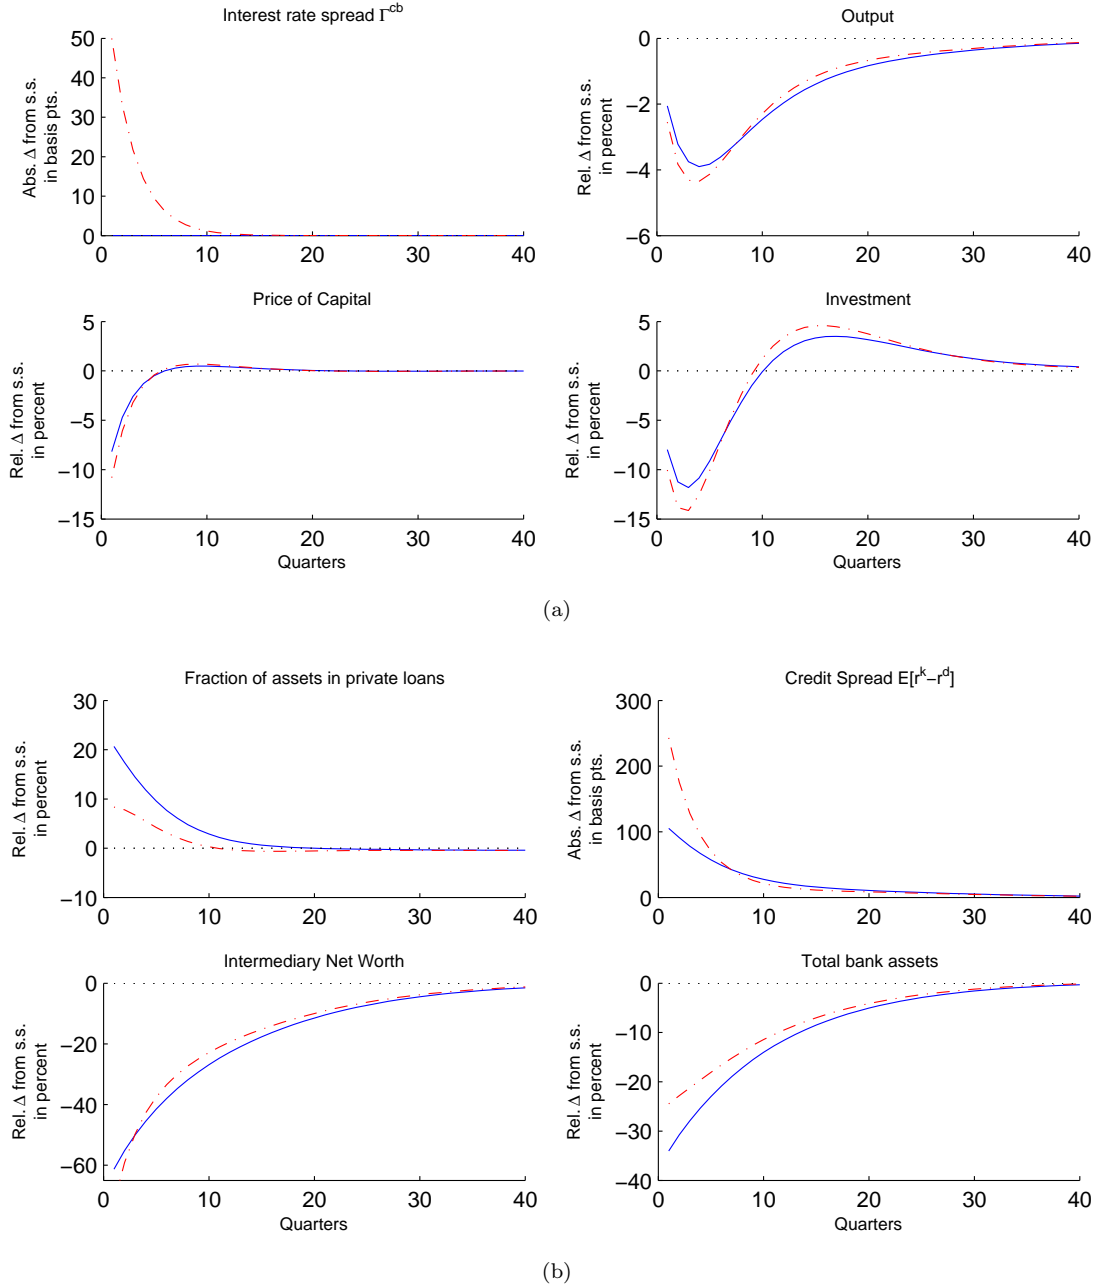 Interest rate spread Γ^cb
Abs. Δ from s.s.
in basis pts.
50
40
30
20
10
0
0 10 20 30 40
Output
Rel. Δ from s.s.
in percent
0
−2
−4
−6
0 10 20 30 40
Price of Capital
Rel. Δ from s.s.
in percent
5
0
−5
−10
−15
0 10 20 30 40
Quarters
Investment
Rel. Δ from s.s.
in percent
5
0
−5
−10
−15
0 10 20 30 40
Quarters
(a)
Fraction of assets in private loans
Rel. Δ from s.s.
in percent
30
20
10
0
−10
0 10 20 30 40
Credit Spread E[r^k−r^d]
Abs. Δ from s.s.
in basis pts.
300
200
100
0
0 10 20 30 40
Intermediary Net Worth
Rel. Δ from s.s.
in percent
0
−20
−40
−60
0 10 20 30 40
Quarters
Total bank assets
Rel. Δ from s.s.
in percent
0
−10
−20
−30
−40
0 10 20 30 40
Quarters
(b)